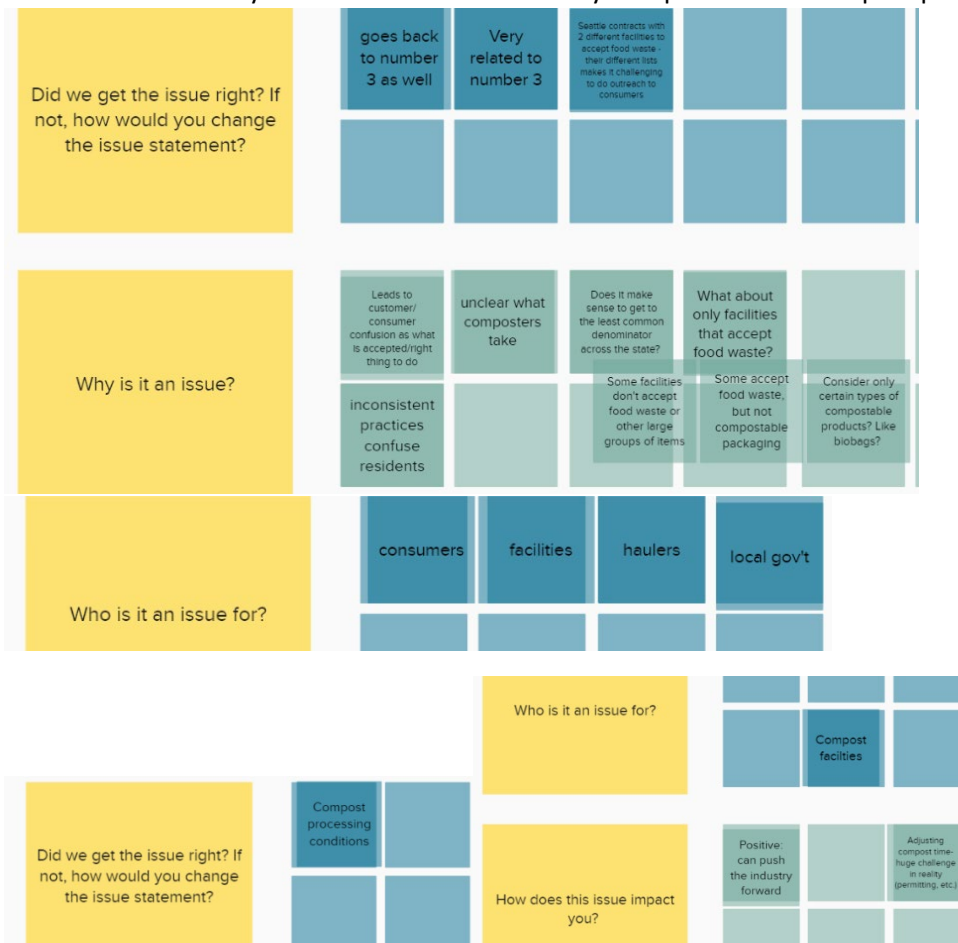 Did we get the issue right? If
not, how would you change
the issue statement?
goes back
to number
3 as well
Very
related to
number 3
Seattle contracts with
2 different facilities to
accept food waste -
their different lists
makes it challenging
to do outreach to
consumers
Why is it an issue?
Leads to
customer/
consumer
confusion as what
is accepted/right
thing to do
unclear what
composters
take
Does it make
sense to get to
the least common
denominator
across the state?
What about
only facilities
that accept
food waste?
inconsistent
practices
confuse
residents
Some facilities
don't accept
food waste or
other large
groups of items
Some accept
food waste,
but not
compostable
packaging
Consider only
certain types of
compostable
products? Like
biobags?
Who is it an issue for?
consumers
facilities
haulers
local gov't
Did we get the issue right? If
not, how would you change
the issue statement?
Compost
processing
conditions
Who is it an issue for?
Compost
facilties
How does this issue impact
you?
Positive:
can push
the industry
forward
Adjusting
compost time-
huge challenge
in reality
(permitting, etc.)